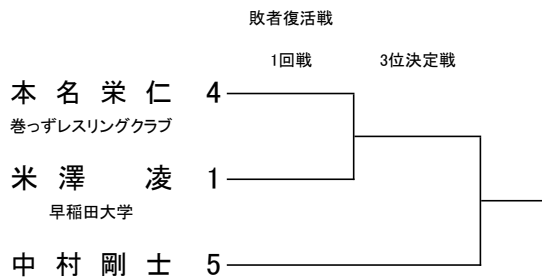 敗者復活戦
1回戦 3位決定戦
本名栄仁 4
巻っずレスリングクラブ
米澤凌 1
早稲田大学
中村剛士 5